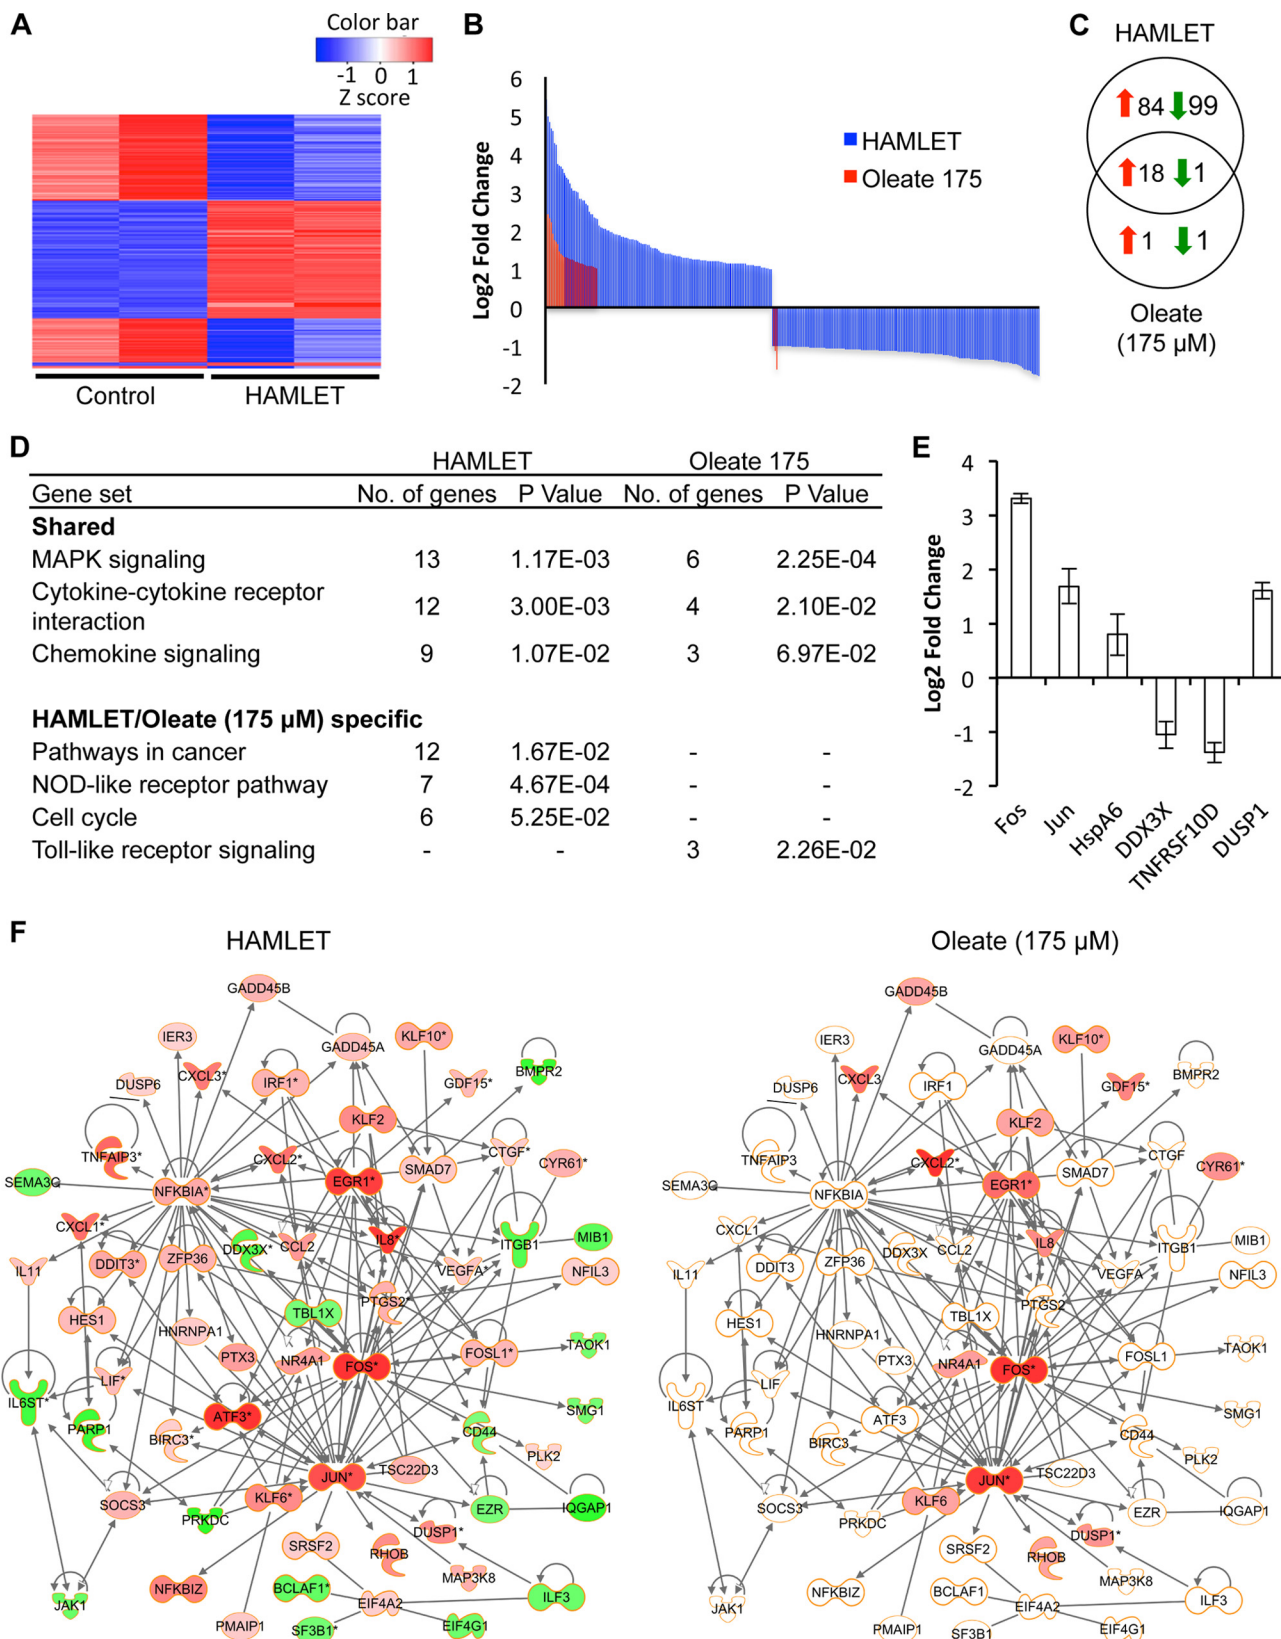 A
Color bar
-1 0 1
Z score
Control HAMLET
B
Log2 Fold Change
6
5
4
3
2
1
0
-1
-2
HAMLET
Oleate 175
C
HAMLET
84 99
18 1
1 1
Oleate
(175 µM)
D
HAMLET Oleate 175
Gene set No. of genes P Value No. of genes P Value
Shared
MAPK signaling 13 1.17E-03 6 2.25E-04
Cytokine-cytokine receptor
interaction 12 3.00E-03 4 2.10E-02
Chemokine signaling 9 1.07E-02 3 6.97E-02
HAMLET/Oleate (175 µM) specific
Pathways in cancer 12 1.67E-02 - -
NOD-like receptor pathway 7 4.67E-04 - -
Cell cycle 6 5.25E-02 - -
Toll-like receptor signaling - - 3 2.26E-02
E
Log2 Fold Change
4
3
2
1
0
-1
-2
Fos
Jun
HspA6
DDX3X
TNFRSF10D
DUSP1
F
HAMLET
GADD45B
IER3
GADD45A
KLF10*
DUSP6
CXCL3*
IRF1*
GDF15*
BMPR2
KLF2
TNFAIP3*
CXCL2*
SMAD7
CTGF*
CYR61*
SEMA3C
NFKBIA*
EGR1*
CXCL1*
DDX3X*
CCL2
IL8*
ITGB1
MIB1
IL11
DDIT3*
ZFP36
VEGFA*
NFIL3
HES1
TBL1X
PTGS2*
HNRNPA1
TAOK1
PTX3
NR4A1
FOS*
FOSL1*
LIF*
IL6ST*
PARP1
ATF3*
BIRC3*
CD44
SMG1
PLK2
JUN*
TSC22D3
SOCS3
KLF6*
PRKDC
EZR
IQGAP1
SRSF2
RHOB
DUSP1*
NFKBIZ
BCLAF1*
MAP3K8
JAK1
EIF4A2
ILF3
PMAIP1
SF3B1*
EIF4G1
Oleate (175 µM)
GADD45B
IER3
GADD45A
KLF10*
DUSP6
CXCL3
IRF1
GDF15*
BMPR2
KLF2
TNFAIP3
CXCL2*
SMAD7
CTGF
CYR61*
SEMA3C
NFKBIA
EGR1*
CXCL1
DDX3X
CCL2
IL8
ITGB1
MIB1
IL11
DDIT3
ZFP36
VEGFA
NFIL3
HES1
TBL1X
PTGS2
HNRNPA1
TAOK1
PTX3
NR4A1
FOS*
FOSL1
LIF
IL6ST
PARP1
ATF3
BIRC3
CD44
SMG1
PLK2
JUN*
TSC22D3
SOCS3
KLF6
PRKDC
EZR
IQGAP1
SRSF2
RHOB
DUSP1*
NFKBIZ
BCLAF1
MAP3K8
JAK1
EIF4A2
ILF3
PMAIP1
SF3B1
EIF4G1